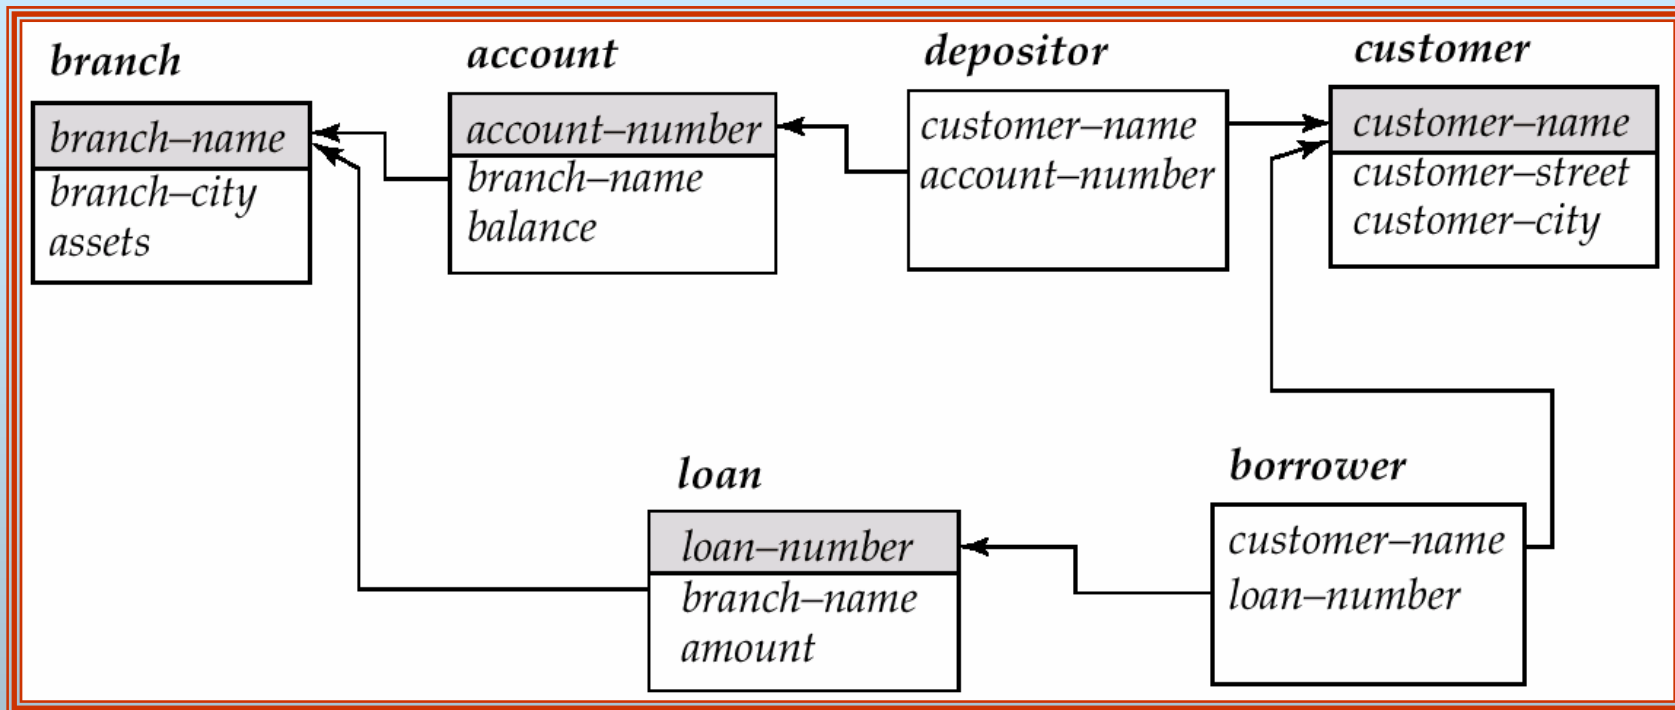 branch
branch–name
branch–city
assets
account
account–number
branch–name
balance
depositor
customer–name
account–number
customer
customer–name
customer–street
customer–city
loan
loan–number
branch–name
amount
borrower
customer–name
loan–number